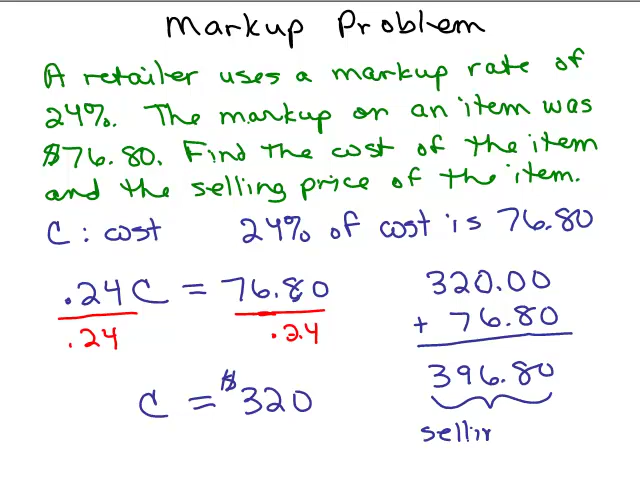 Markup Problem
A retailer uses a markup rate of
24%. The markup on an item was
$76.80. Find the cost of the item
and the selling price of the item.
C : cost 24% of cost is 76.80
.24C = 76.80
.24 .24
C = $320
320.00
+ 76.80
396.80
sellin